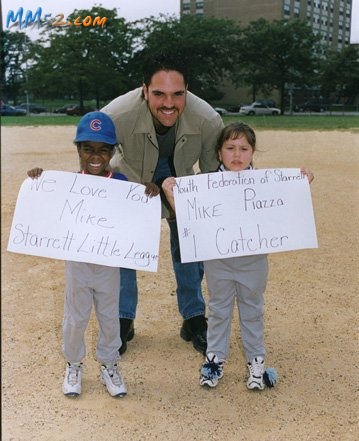 MM-2.com
C
We Love You
Mike
Starrett Little League
Youth Federation of Starrett
MIKE Piazza
#1 Catcher